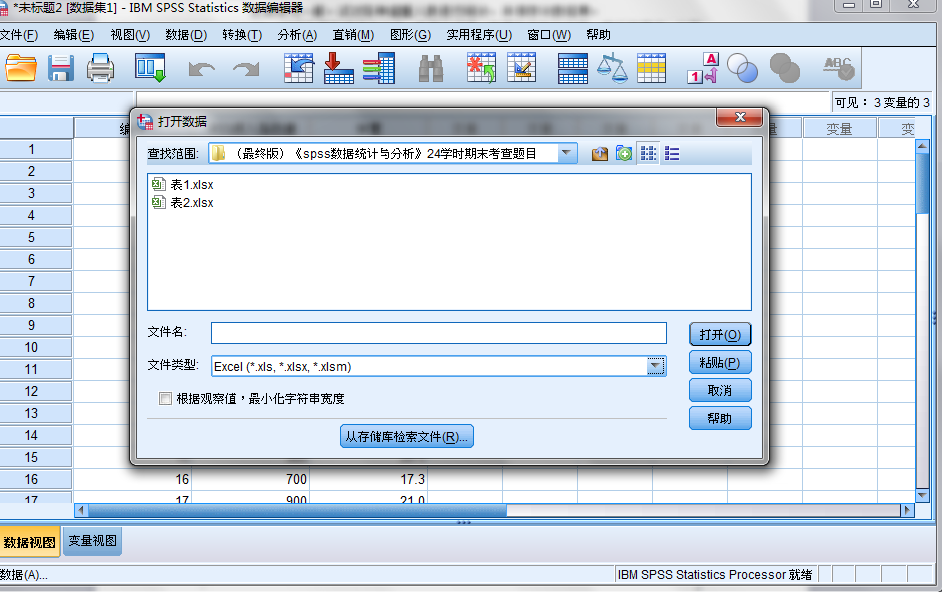 *未标题2 [数据集1] - IBM SPSS Statistics 数据编辑器
文件(F) 编辑(E) 视图(V) 数据(D) 转换(T) 分析(A) 直销(M) 图形(G) 实用程序(U) 窗口(W) 帮助
可见： 3 变量的 3
编
变量 变
打开数据
查找范围:
（最终版）《spss数据统计与分析》24学时期末考查题目
表1.xlsx
表2.xlsx
文件名:
打开(O)
文件类型:
Excel (*.xls, *.xlsx, *.xlsm)
粘贴(P)
根据观察值，最小化字符串宽度
取消
帮助
从存储库检索文件(R)...
1
2
3
4
5
6
7
8
9
10
11
12
13
14
15
16 16 700 17.3
17 17 900 21.0
数据视图 变量视图
数据(A)...
IBM SPSS Statistics Processor 就绪